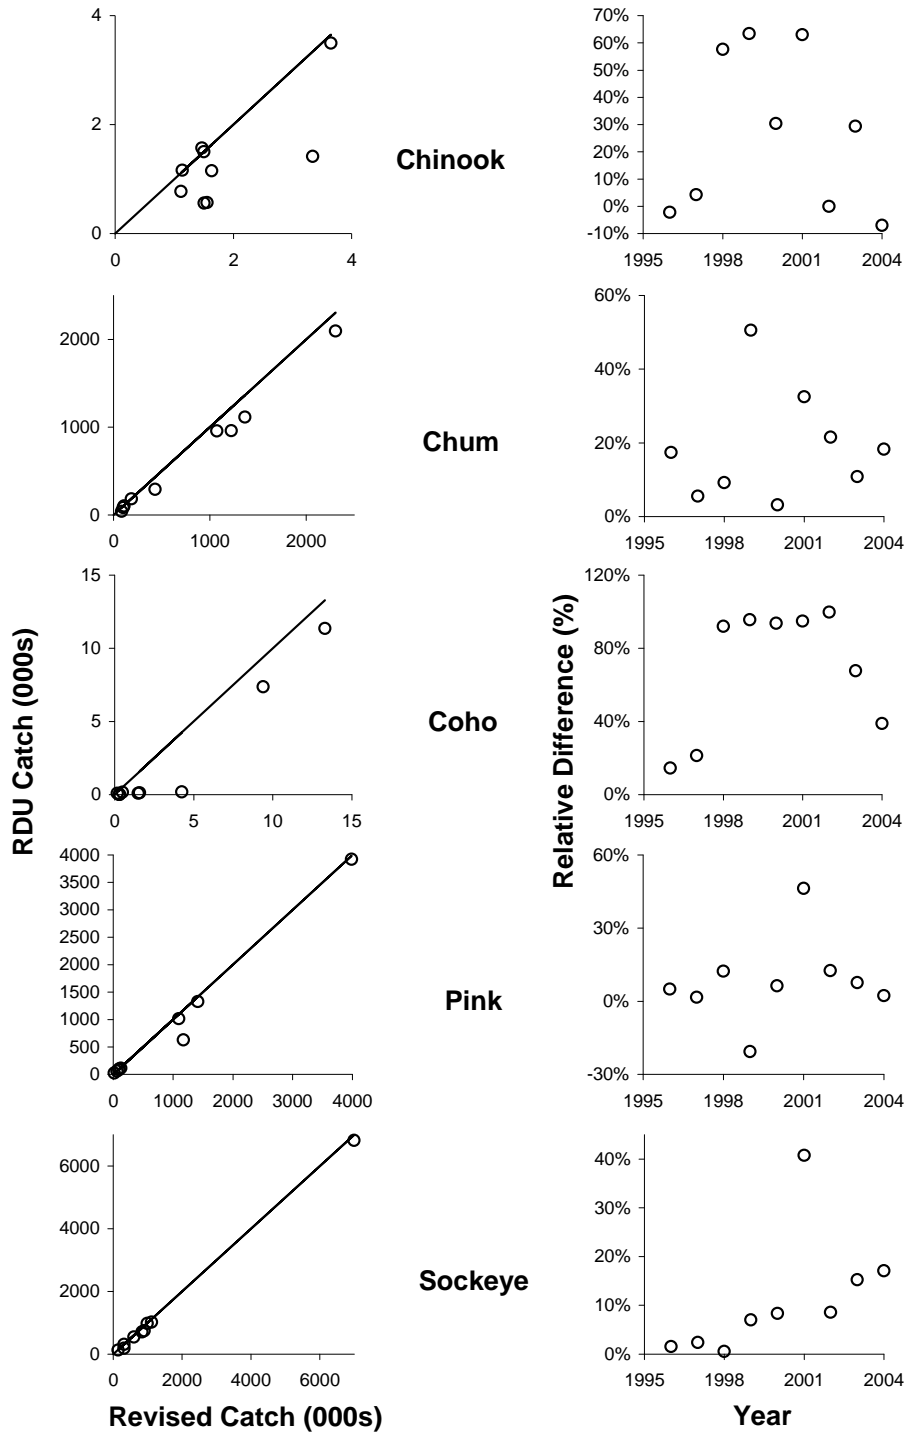 4
2
0
0 2 4
Chinook
70%
60%
50%
40%
30%
20%
10%
0%
-10%
1995 1998 2001 2004
2000
1000
0
0 1000 2000
Chum
60%
40%
20%
0%
1995 1998 2001 2004
RDU Catch (000s)
15
10
5
0
0 5 10 15
Coho
Relative Difference (%)
120%
80%
40%
0%
1995 1998 2001 2004
4000
3500
3000
2500
2000
1500
1000
500
0
0 1000 2000 3000 4000
Pink
60%
30%
0%
-30%
1995 1998 2001 2004
6000
4000
2000
0
0 2000 4000 6000
Revised Catch (000s)
Sockeye
40%
30%
20%
10%
0%
1995 1998 2001 2004
Year